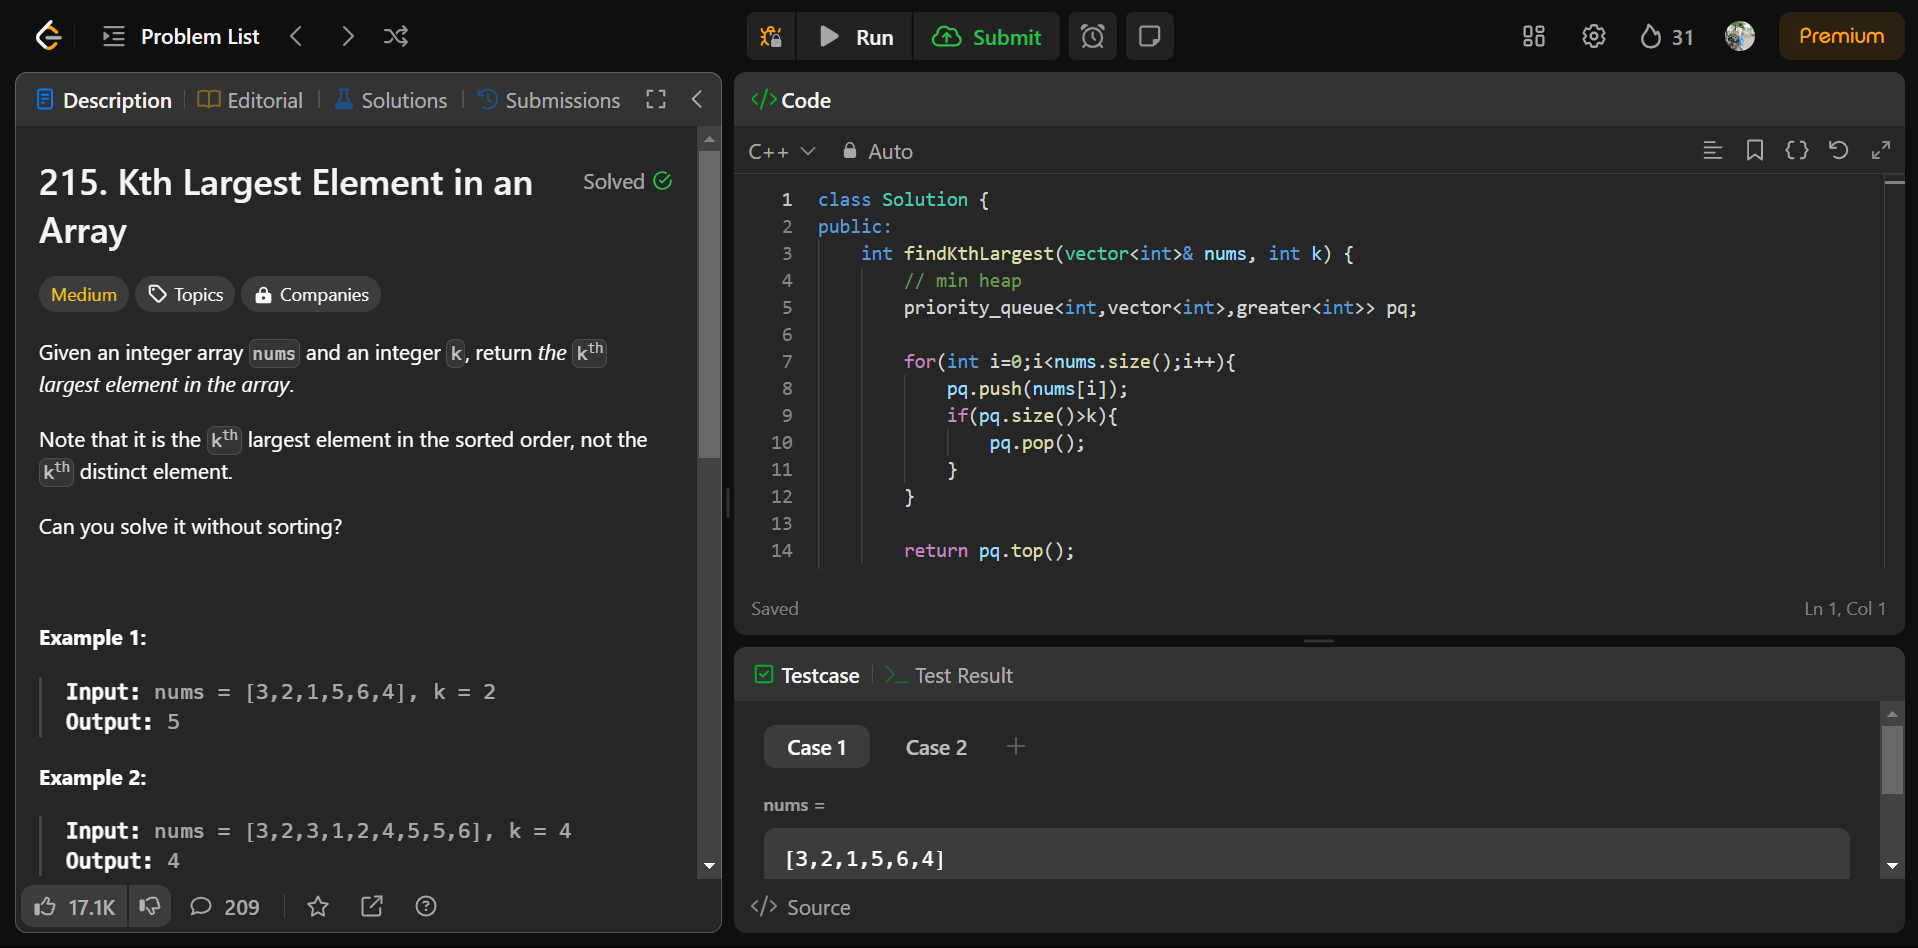 Problem List
Run
Submit
31
Premium
Description
Editorial
Solutions
Submissions
215. Kth Largest Element in an
Array
Solved
Medium
Topics
Companies
Given an integer array nums and an integer k, return the kth
largest element in the array.
Note that it is the kth largest element in the sorted order, not the
kth distinct element.
Can you solve it without sorting?
Example 1:
Input: nums = [3,2,1,5,6,4], k = 2
Output: 5
Example 2:
Input: nums = [3,2,3,1,2,4,5,5,6], k = 4
Output: 4
17.1K
209
</> Code
C++
Auto
1 class Solution {
2 public:
3     int findKthLargest(vector<int>& nums, int k) {
4         // min heap
5         priority_queue<int,vector<int>,greater<int>> pq;
6
7         for(int i=0;i<nums.size();i++){
8             pq.push(nums[i]);
9             if(pq.size()>k){
10                 pq.pop();
11             }
12         }
13
14         return pq.top();
Saved
Ln 1, Col 1
Testcase
>_ Test Result
Case 1
Case 2
+
nums =
[3,2,1,5,6,4]
</> Source